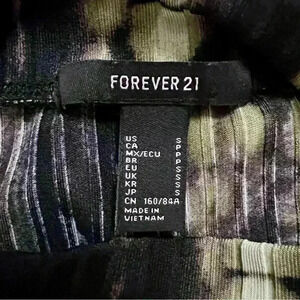 FOREVER 21
US S
CA P
MX/ECU P
BR P
EU S
UK S
KR S
JP S
CN 160/84A
MADE IN
VIETNAM